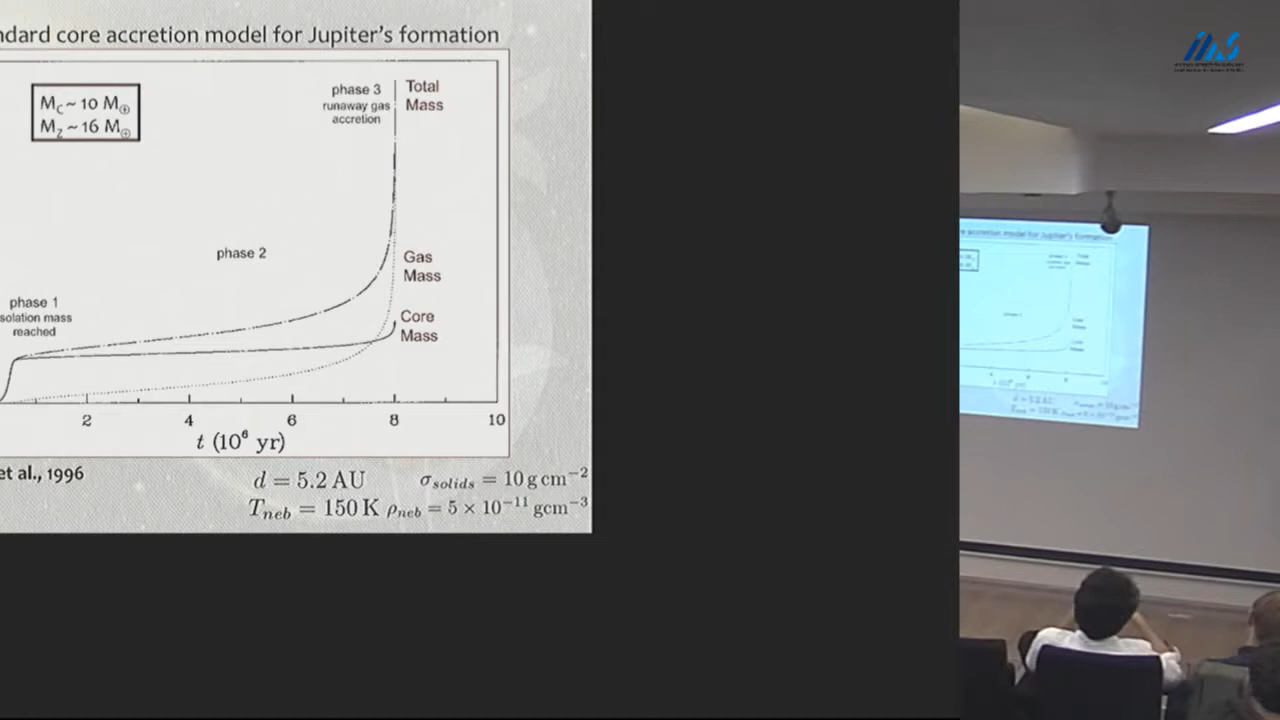 ndard core accretion model for Jupiter's formation
M_C ~ 10 M_⊕
M_Z ~ 16 M_⊕
phase 3
runaway gas
accretion
Total
Mass
phase 2
Gas
Mass
phase 1
solation mass
reached
Core
Mass
2 4 6 8 10
t (10⁶ yr)
et al., 1996
d = 5.2 AU σ_solids = 10 g cm⁻²
T_neb = 150 K ρ_neb = 5 × 10⁻¹¹ gcm⁻³